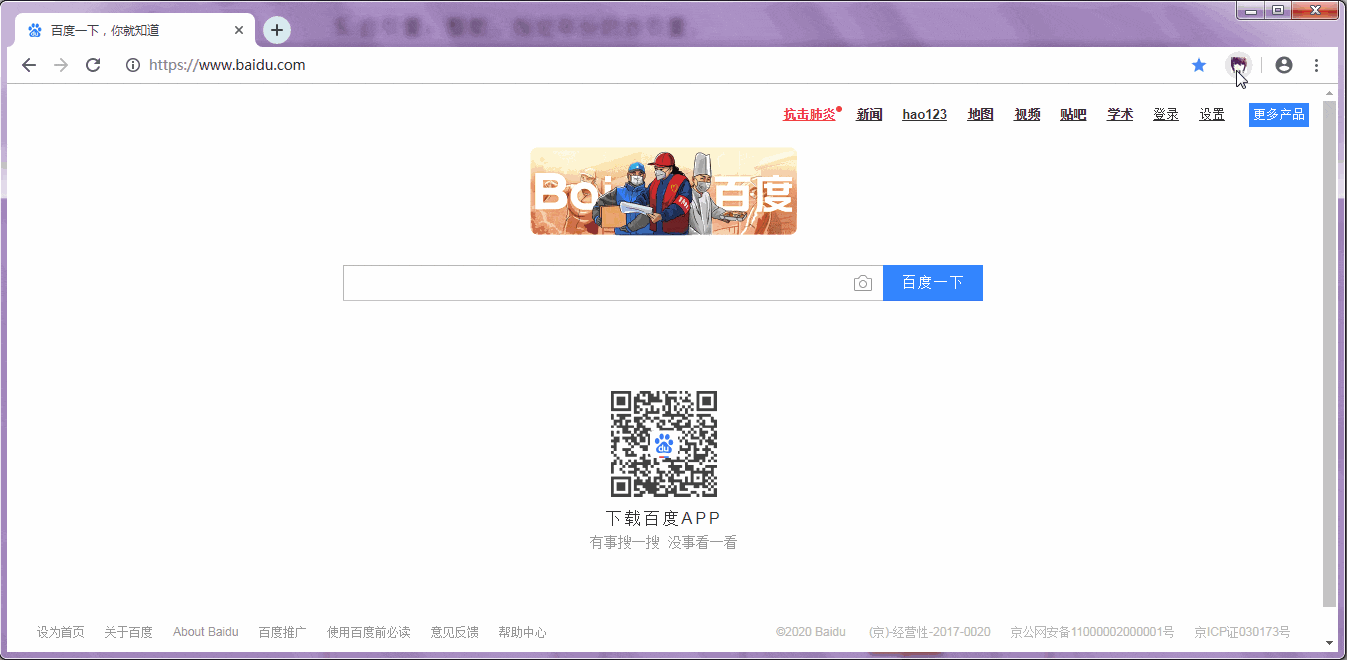 百度一下，你就知道
https://www.baidu.com
抗击肺炎 新闻 hao123 地图 视频 贴吧 学术 登录 设置 更多产品
Bai 百度
百度一下
du
下载百度APP
有事搜一搜 没事看一看
设为首页 关于百度 About Baidu 百度推广 使用百度前必读 意见反馈 帮助中心 ©2020 Baidu (京)-经营性-2017-0020 京公网安备11000002000001号 京ICP证030173号